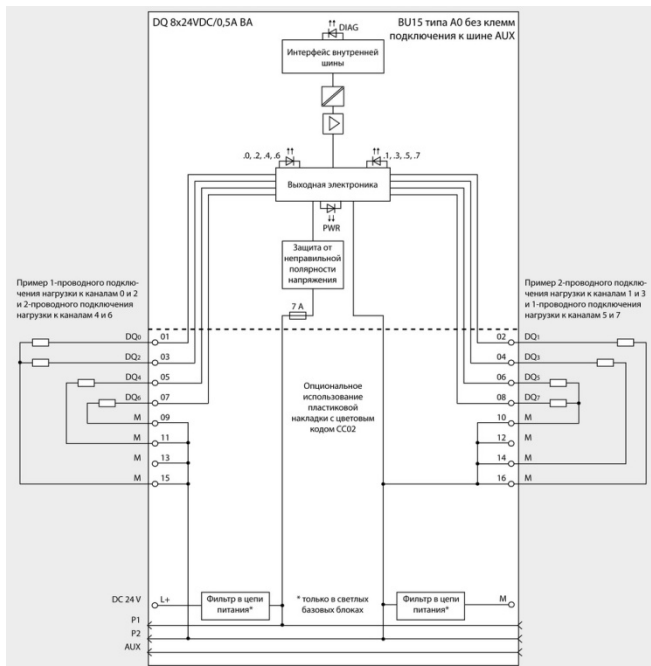 DQ 8x24VDC/0,5A BA
DIAG
BU15 типа A0 без клемм
подключения к шине AUX
Интерфейс внутренней
шины
.0, .2, .4, .6
.1, .3, .5, .7
Выходная электроника
PWR
Защита от
неправильной
полярности
напряжения
7 А
Пример 1-проводного подклю-
чения нагрузки к каналам 0 и 2
и 2-проводного подключения
нагрузки к каналам 4 и 6
Пример 2-проводного подклю-
чения нагрузки к каналам 1 и 3
и 1-проводного подключения
нагрузки к каналам 5 и 7
DQ0 01
DQ2 03
DQ4 05
DQ6 07
M 09
M 11
M 13
M 15
Опциональное
использование
пластиковой
накладки с цветовым
кодом CC02
02 DQ1
04 DQ3
06 DQ5
08 DQ7
10 M
12 M
14 M
16 M
DC 24 V L+
Фильтр в цепи
питания*
* только в светлых
базовых блоках
Фильтр в цепи
питания*
M
P1
P2
AUX